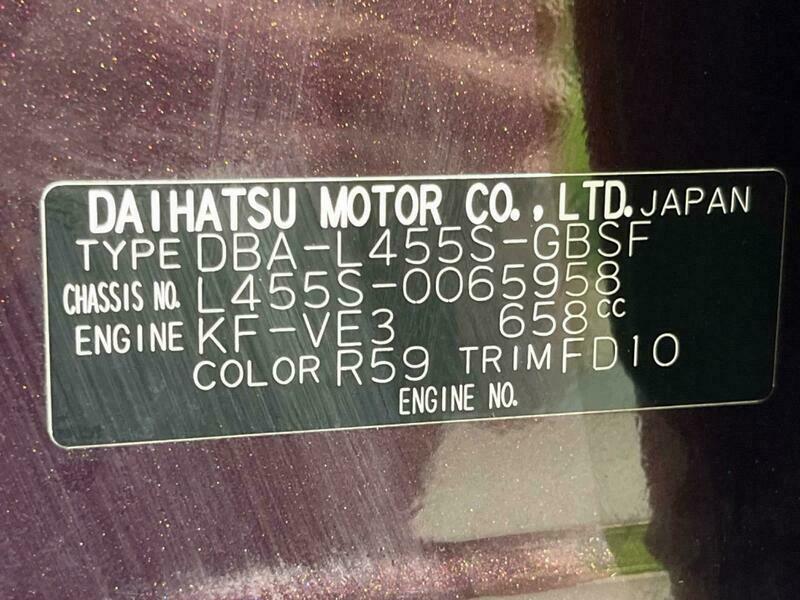 DAIHATSU MOTOR CO., LTD. JAPAN
TYPE DBA-L455S-GBSF
CHASSIS NO. L455S-0065958
ENGINE KF-VE3 658cc
COLOR R59 TRIM FD10
ENGINE NO.